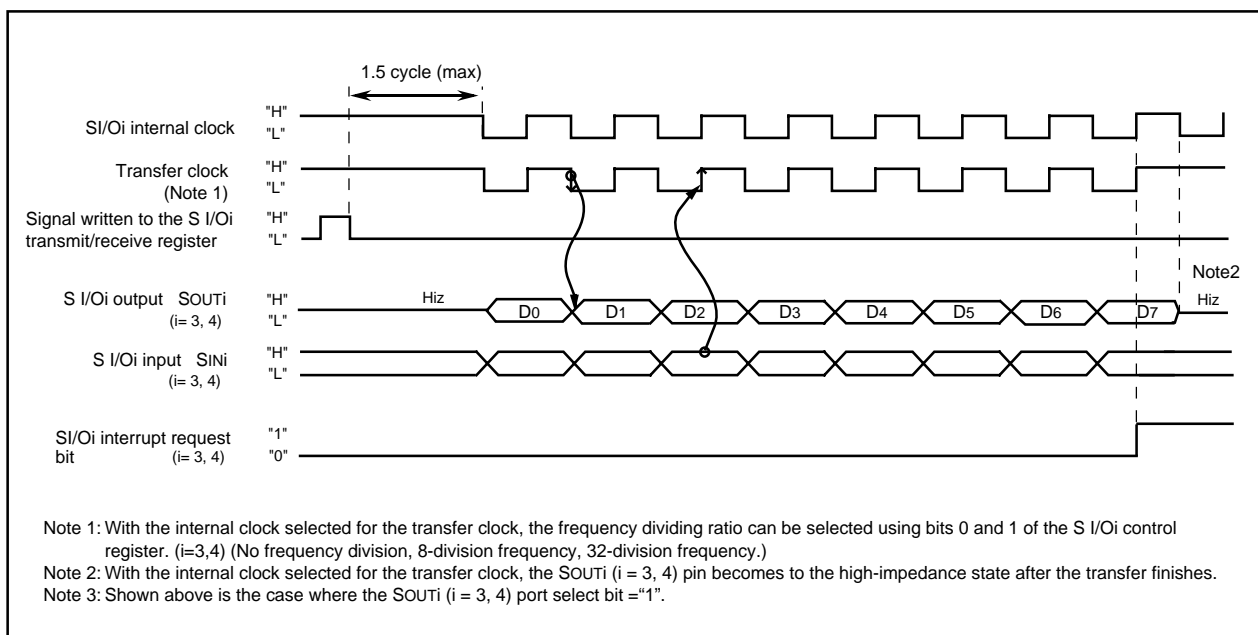 1.5 cycle (max)
SI/Oi internal clock
"H"
"L"
Transfer clock
(Note 1)
"H"
"L"
Signal written to the S I/Oi
transmit/receive register
"H"
"L"
Note2
S I/Oi output SOUTi
(i= 3, 4)
"H"
"L"
Hiz
D0
D1
D2
D3
D4
D5
D6
D7
Hiz
S I/Oi input SINi
(i= 3, 4)
"H"
"L"
SI/Oi interrupt request
bit (i= 3, 4)
"1"
"0"
Note 1: With the internal clock selected for the transfer clock, the frequency dividing ratio can be selected using bits 0 and 1 of the S I/Oi control
register. (i=3,4) (No frequency division, 8-division frequency, 32-division frequency.)
Note 2: With the internal clock selected for the transfer clock, the SOUTi (i = 3, 4) pin becomes to the high-impedance state after the transfer finishes.
Note 3: Shown above is the case where the SOUTi (i = 3, 4) port select bit =“1”.